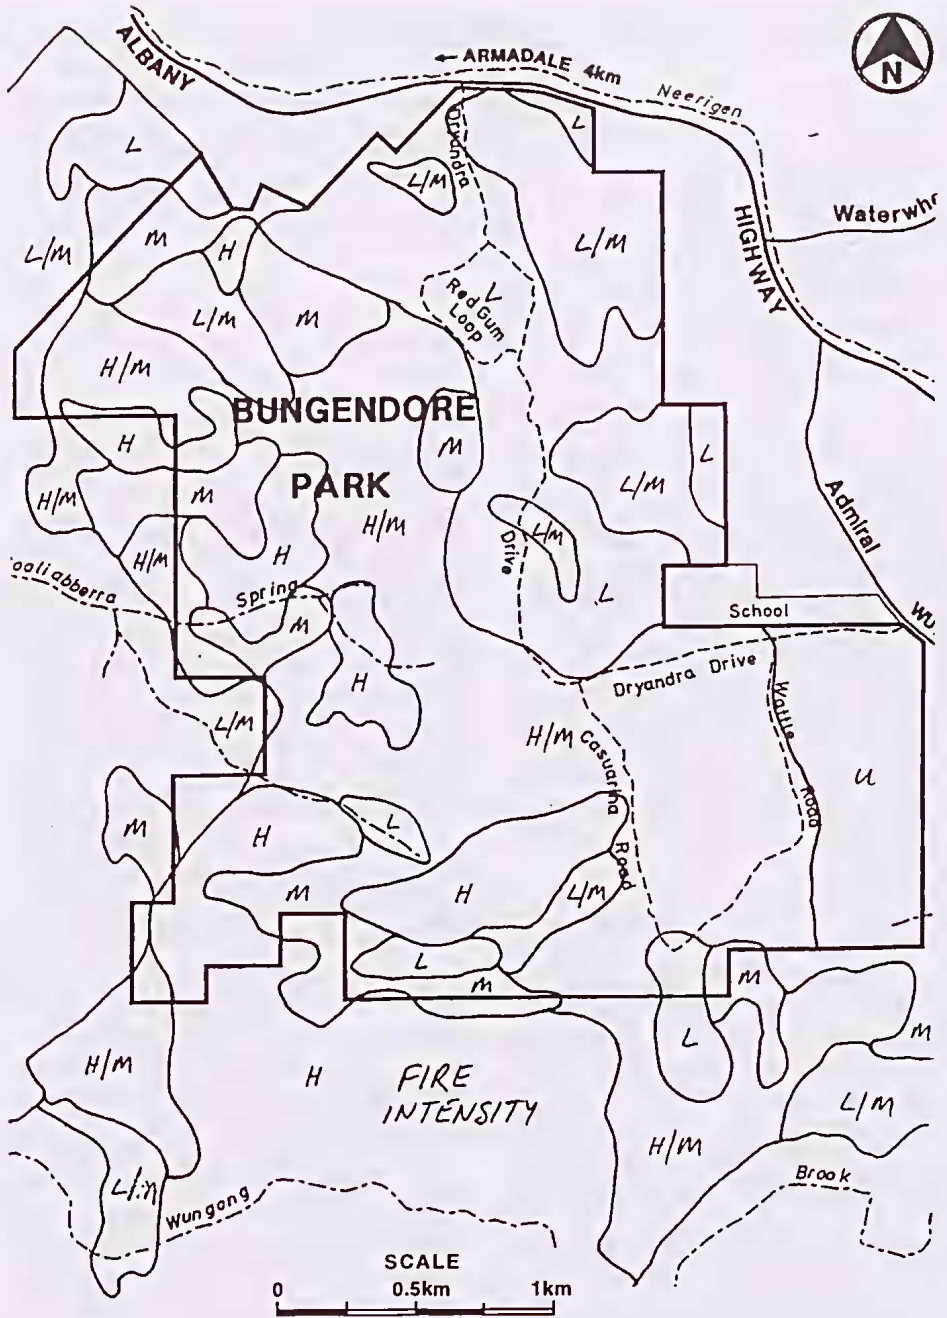 ALBANY
← ARMADALE 4km
Neerigen
N
HIGHWAY
Dryandra
L
L
L/M
L/M
L/M
M
H
L/M
M
L
Red Gum
Loop
H/M
BUNGENDORE
PARK
H
M
L/M
L
H/M
M
H/M
L/M
Drive
Admiral
H/M
H
L
Spring
M
School
Dryandra Drive
H
L/M
H/M
Casuarina
Road
Wattle
Road
U
M
H
L
M
H
L/M
L
M
M
M
L
H/M
H
FIRE
INTENSITY
L/M
H/M
L/M
Wungong
Brook
SCALE
0 0.5km 1km